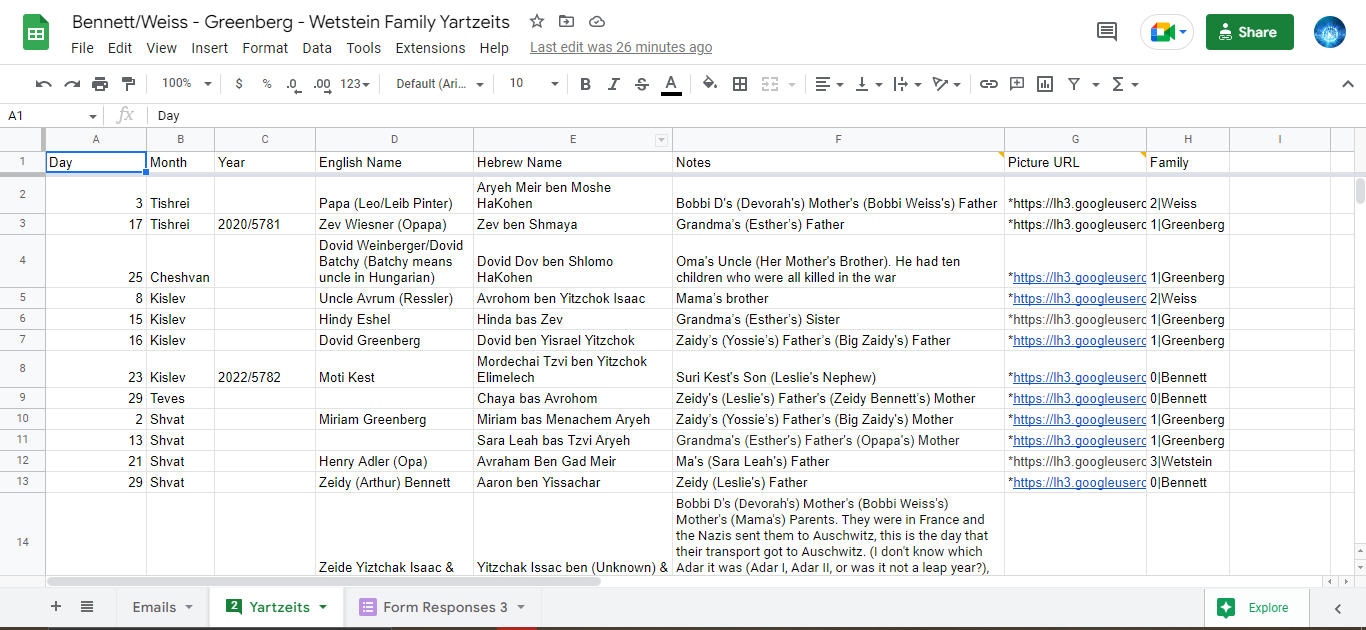 Bennett/Weiss - Greenberg - Wetstein Family Yartzeits
File Edit View Insert Format Data Tools Extensions Help Last edit was 26 minutes ago
Share
100% $ % .0 .00 123 Default (Ari... 10 B I S A
A1 fx Day
A B C D E F G H I
1 Day Month Year English Name Hebrew Name Notes Picture URL Family
2 3 Tishrei Papa (Leo/Leib Pinter) Aryeh Meir ben Moshe
HaKohen Bobbi D's (Devorah's) Mother's (Bobbi Weiss's) Father *https://lh3.googleuserc 2|Weiss
3 17 Tishrei 2020/5781 Zev Wiesner (Opapa) Zev ben Shmaya Grandma's (Esther's) Father *https://lh3.googleuserc 1|Greenberg
4 25 Cheshvan Dovid Weinberger/Dovid
Batchy (Batchy means
uncle in Hungarian) Dovid Dov ben Shlomo
HaKohen Oma's Uncle (Her Mother's Brother). He had ten
children who were all killed in the war *https://lh3.googleuserc 1|Greenberg
5 8 Kislev Uncle Avrum (Ressler) Avrohom ben Yitzchok Isaac Mama's brother *https://lh3.googleuserc 2|Weiss
6 15 Kislev Hindy Eshel Hinda bas Zev Grandma's (Esther's) Sister *https://lh3.googleuserc 1|Greenberg
7 16 Kislev Dovid Greenberg Dovid ben Yisrael Yitzchok Zaidy's (Yossie's) Father's (Big Zaidy's) Father *https://lh3.googleuserc 1|Greenberg
8 23 Kislev 2022/5782 Moti Kest Mordechai Tzvi ben Yitzchok
Elimelech Suri Kest's Son (Leslie's Nephew) *https://lh3.googleuserc 0|Bennett
9 29 Teves Chaya bas Avrohom Zeidy's (Leslie's) Father's (Zeidy Bennett's) Mother *https://lh3.googleuserc 0|Bennett
10 2 Shvat Miriam Greenberg Miriam bas Menachem Aryeh Zaidy's (Yossie's) Father's (Big Zaidy's) Mother *https://lh3.googleuserc 1|Greenberg
11 13 Shvat Sara Leah bas Tzvi Aryeh Grandma's (Esther's) Father's (Opapa's) Mother *https://lh3.googleuserc 1|Greenberg
12 21 Shvat Henry Adler (Opa) Avraham Ben Gad Meir Ma's (Sara Leah's) Father *https://lh3.googleuserc 3|Wetstein
13 29 Shvat Zeidy (Arthur) Bennett Aaron ben Yissachar Zeidy (Leslie's) Father *https://lh3.googleuserc 0|Bennett
14 Zeide Yiztchak Isaac & Yitzchak Issac ben (Unknown) & Bobbi D's (Devorah's) Mother's (Bobbi Weiss's)
Mother's (Mama's) Parents. They were in France and
the Nazis sent them to Auschwitz, this is the day that
their transport got to Auschwitz. (I don't know which
Adar it was (Adar I, Adar II, or was it not a leap year?),
Emails 2 Yartzeits Form Responses 3 Explore